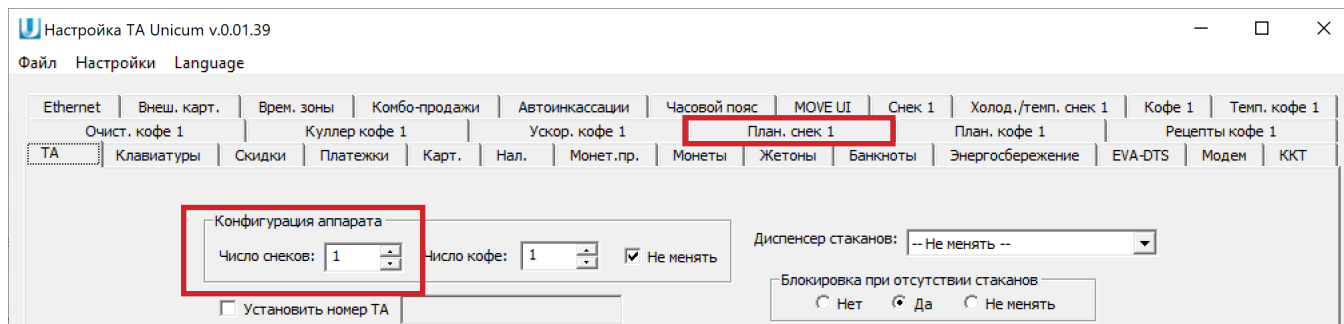 Настройка TA Unicum v.0.01.39
Файл Настройки Language
Ethernet Внеш. карт. Врем. зоны Комбо-продажи Автоинкассации Часовой пояс MOVE UI Снек 1 Холод./темп. снек 1 Кофе 1 Темп. кофе 1
Очист. кофе 1 Куллер кофе 1 Ускор. кофе 1 План. снек 1 План. кофе 1 Рецепты кофе 1
ТА Клавиатуры Скидки Платежки Карт. Нал. Монет.пр. Монеты Жетоны Банкноты Энергосбережение EVA-DTS Модем ККТ
Конфигурация аппарата
Число снеков: 1 Число кофе: 1 Не менять
Диспенсер стаканов: -- Не менять --
Блокировка при отсутствии стаканов
Нет Да Не менять
Установить номер ТА